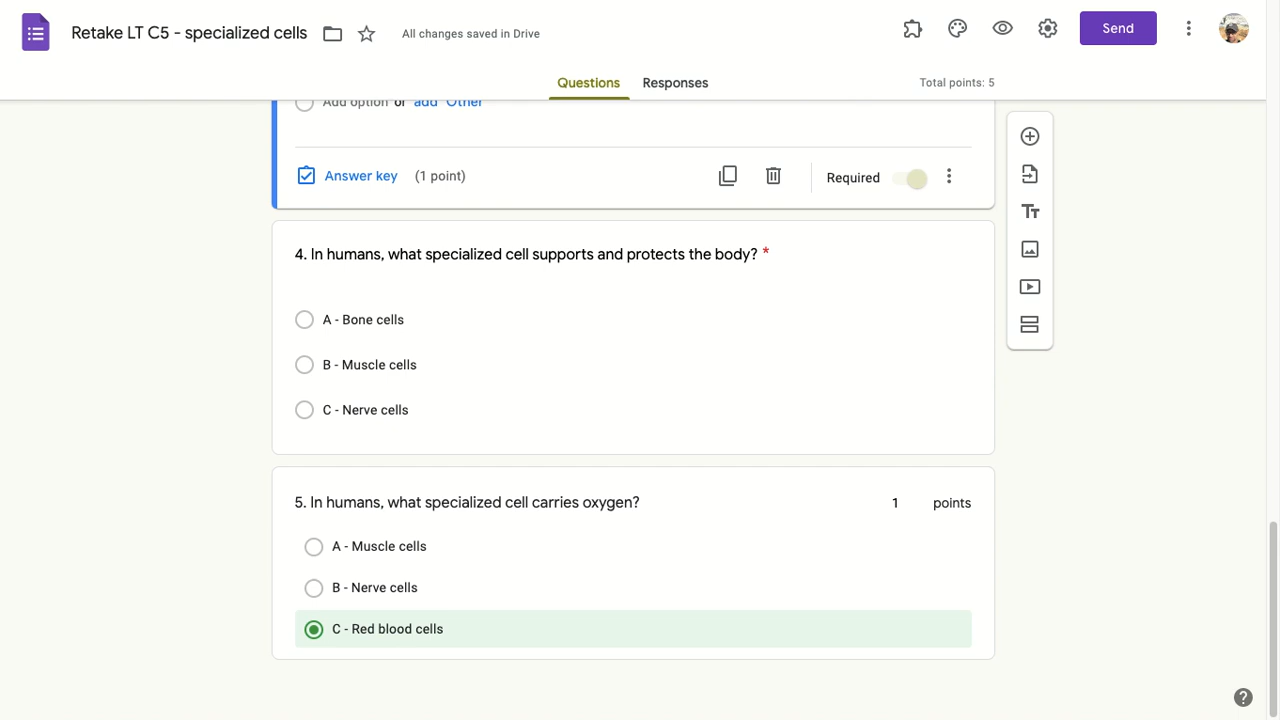 Retake LT C5 - specialized cells
All changes saved in Drive
Send
Questions
Responses
Total points: 5
Add option or add "Other"
Answer key (1 point)
Required
4. In humans, what specialized cell supports and protects the body? *
A - Bone cells
B - Muscle cells
C - Nerve cells
5. In humans, what specialized cell carries oxygen?
1 points
A - Muscle cells
B - Nerve cells
C - Red blood cells